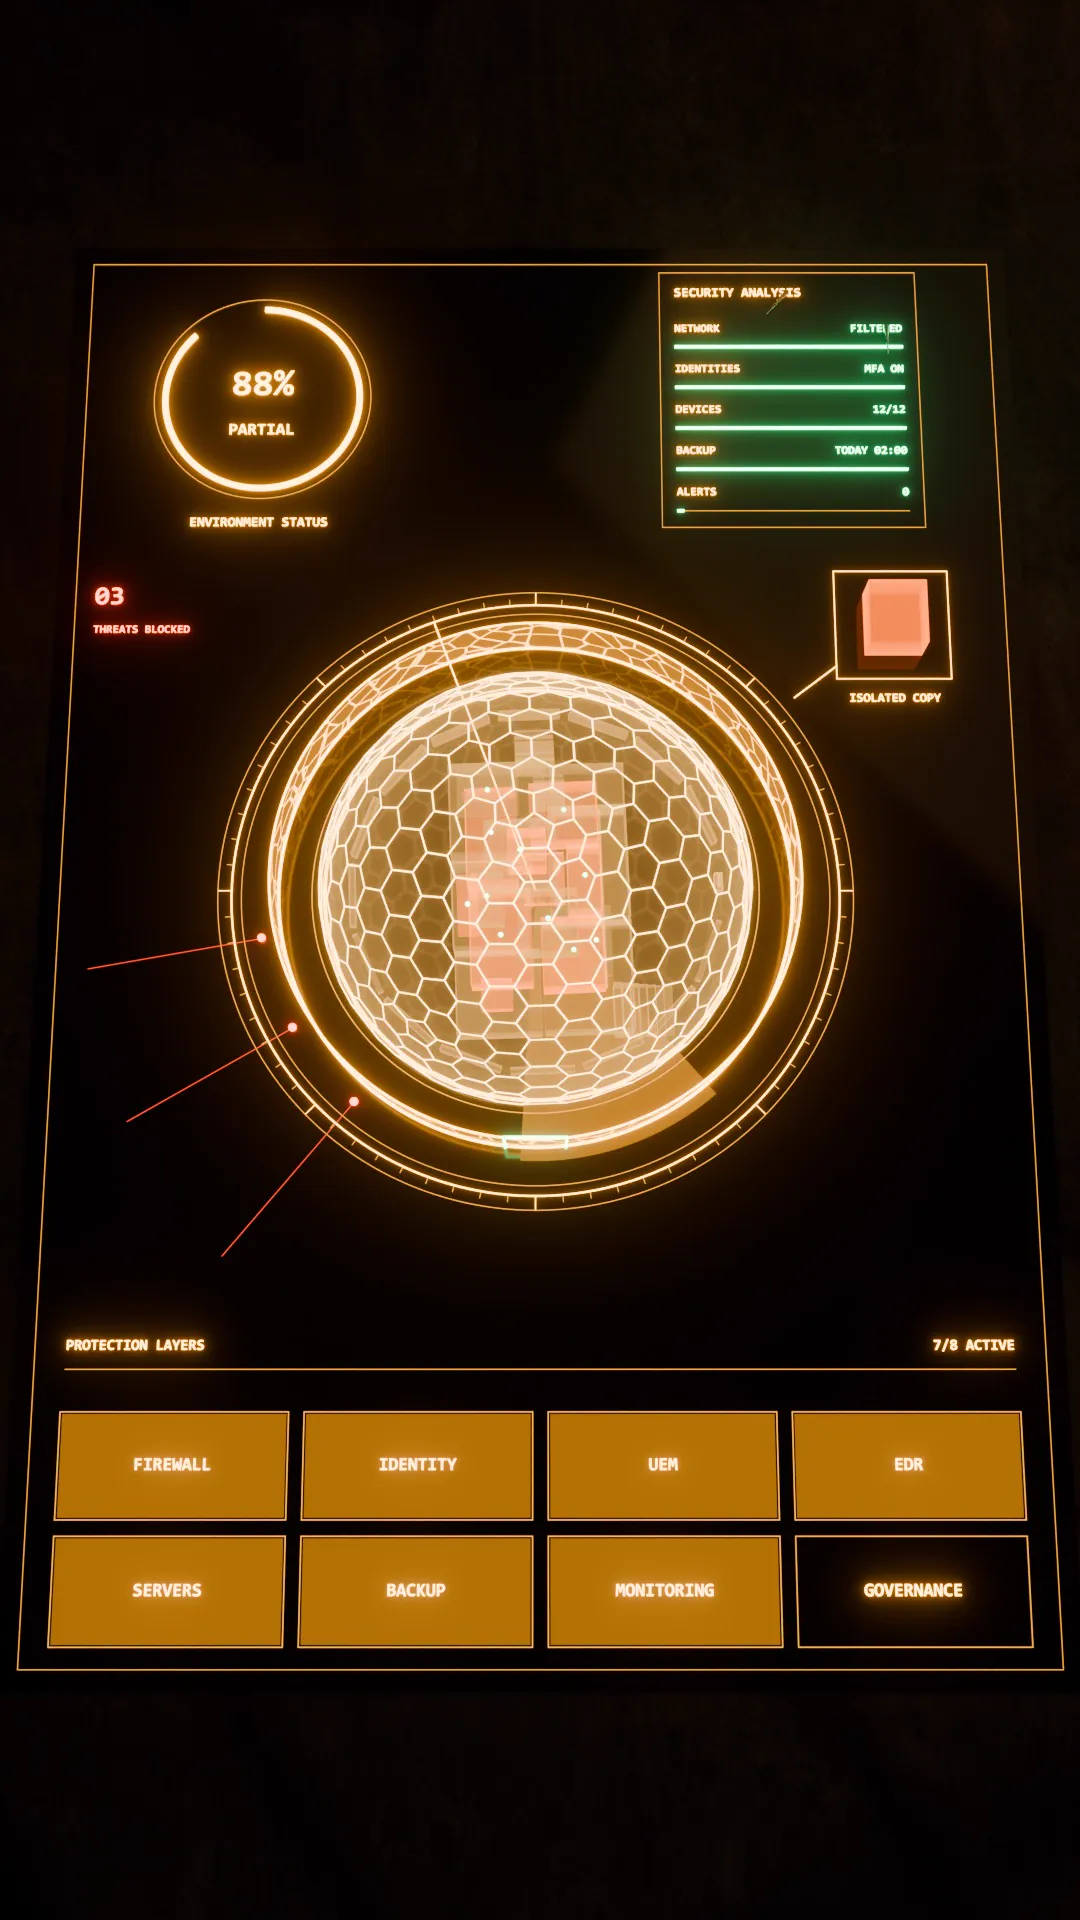 88%
PARTIAL
ENVIRONMENT STATUS
SECURITY ANALYSIS
NETWORK FILTERED
IDENTITIES MFA ON
DEVICES 12/12
BACKUP TODAY 02:00
ALERTS 0
03
THREATS BLOCKED
ISOLATED COPY
PROTECTION LAYERS 7/8 ACTIVE
FIREWALL IDENTITY UEM EDR
SERVERS BACKUP MONITORING GOVERNANCE